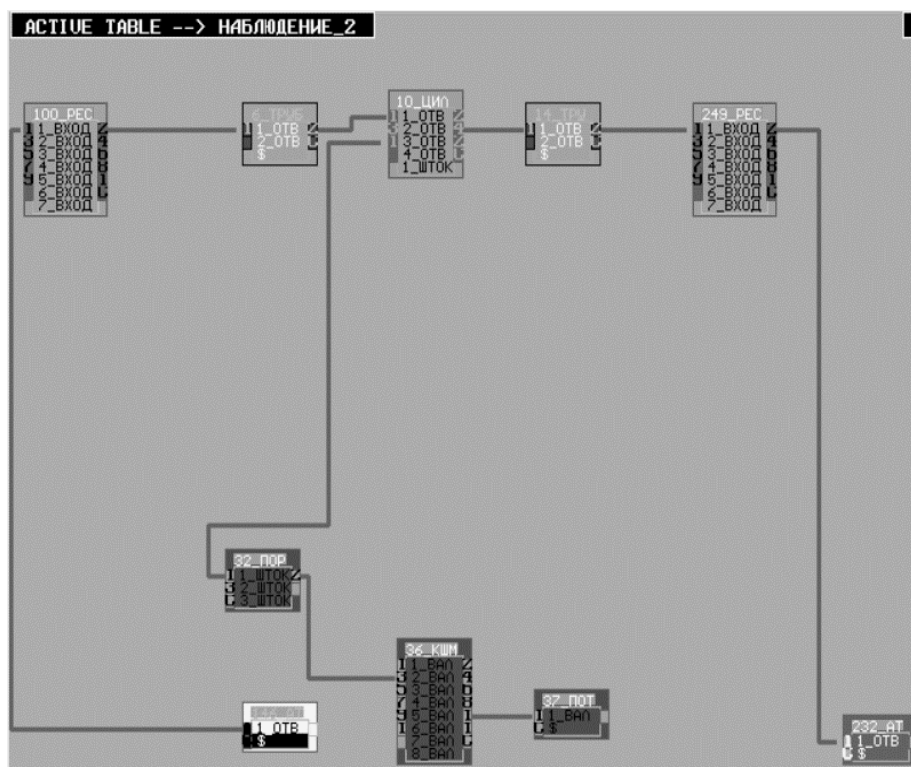 ACTIVE TABLE --> НАБЛЮДЕНИЕ_2
100_РЕС
1_ВХОД
2_ВХОД
3_ВХОД
4_ВХОД
5_ВХОД
6_ВХОД
7_ВХОД
6_ТРУБ
1_ОТВ
2_ОТВ
$
10_ЦИЛ
1_ОТВ
2_ОТВ
3_ОТВ
4_ОТВ
1_ШТОК
14_ТРУ
1_ОТВ
2_ОТВ
$
249_РЕС
1_ВХОД
2_ВХОД
3_ВХОД
4_ВХОД
5_ВХОД
6_ВХОД
7_ВХОД
32_ПОР
1_ШТОК
2_ШТОК
3_ШТОК
36_КШМ
1_ВАЛ
2_ВАЛ
3_ВАЛ
4_ВАЛ
5_ВАЛ
6_ВАЛ
7_ВАЛ
8_ВАЛ
37_ПОТ
1_ВАЛ
$
1_ОТВ
$
232_АТ
1_ОТВ
$